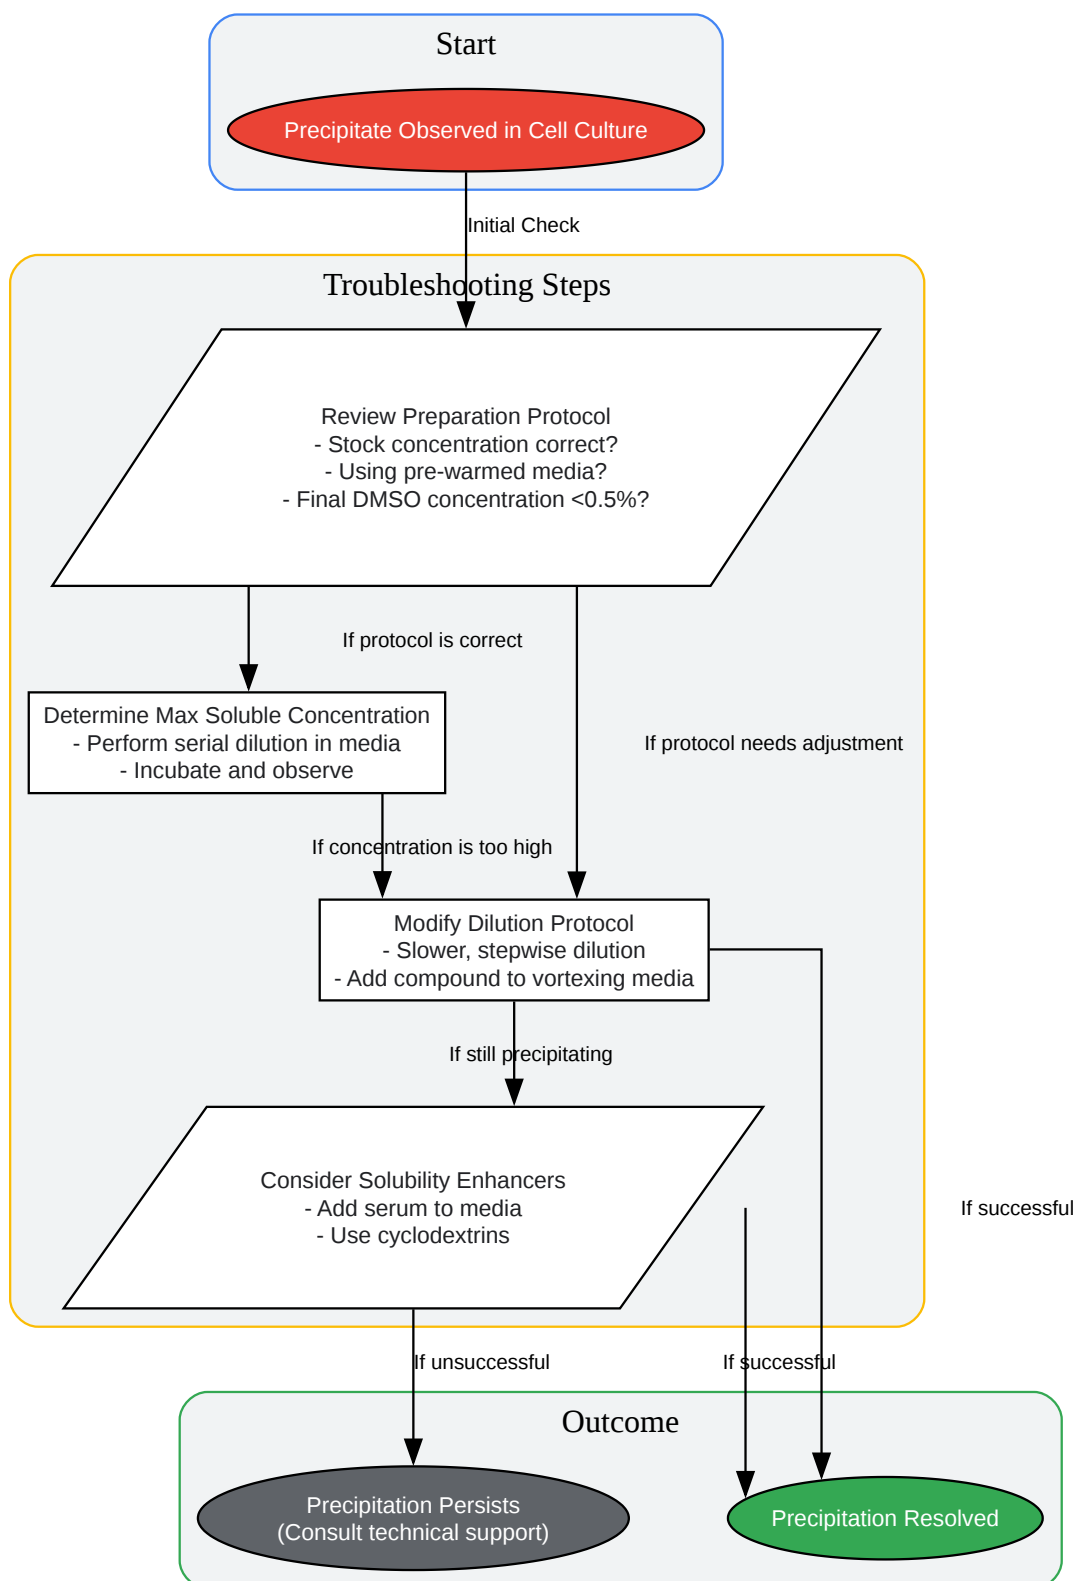 Start
Precipitate Observed in Cell Culture
Initial Check
Troubleshooting Steps
Review Preparation Protocol
- Stock concentration correct?
- Using pre-warmed media?
- Final DMSO concentration <0.5%?
If protocol is correct
Determine Max Soluble Concentration
- Perform serial dilution in media
- Incubate and observe
If protocol needs adjustment
If concentration is too high
Modify Dilution Protocol
- Slower, stepwise dilution
- Add compound to vortexing media
If still precipitating
Consider Solubility Enhancers
- Add serum to media
- Use cyclodextrins
If successful
If unsuccessful
If successful
Outcome
Precipitation Persists
(Consult technical support)
Precipitation Resolved